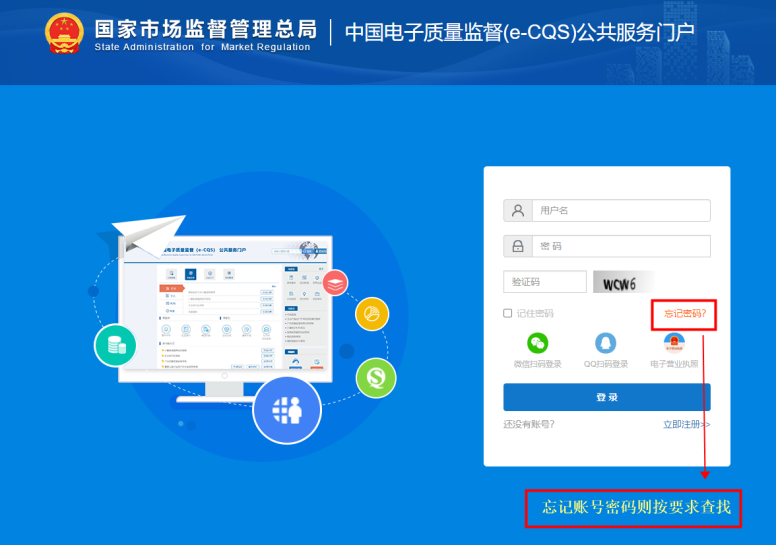 国家市场监督管理总局
State Administration for Market Regulation
中国电子质量监督(e-CQS)公共服务门户
电子质量监督（e-CQS）公共服务门户
用户名
密 码
验证码
WCW6
记住密码
忘记密码?
微信扫码登录
QQ扫码登录
电子营业执照
登 录
还没有账号?
立即注册>>
忘记账号密码则按要求查找